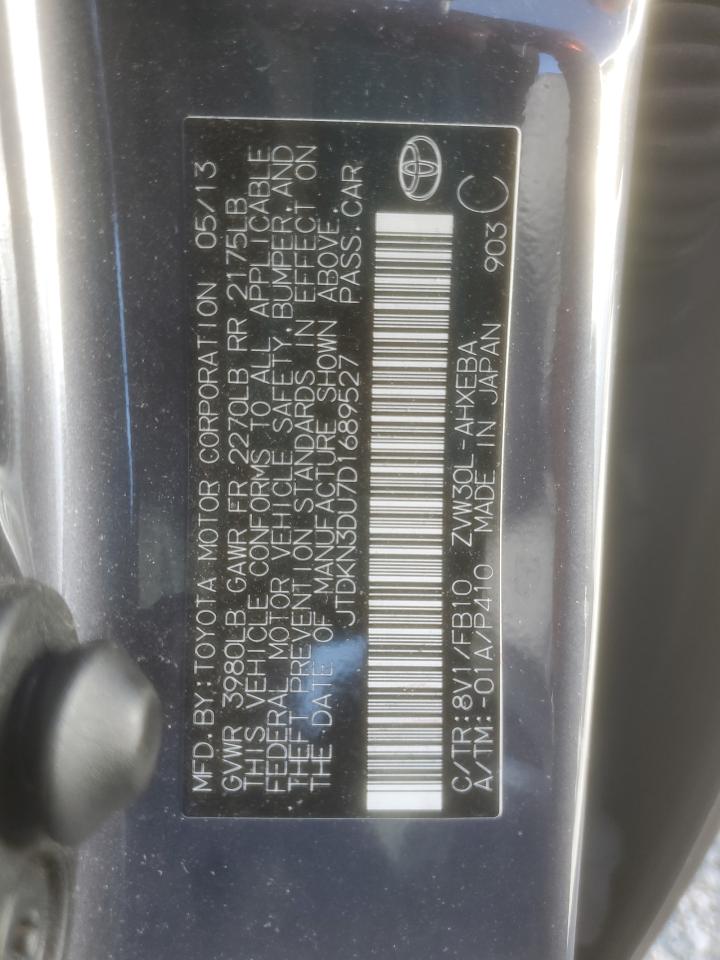 MFD.BY:TOYOTA MOTOR CORPORATION 05/13
GVWR 3980LB GAWR FR 2270LB RR 2175LB
THIS VEHICLE CONFORMS TO ALL APPLICABLE
FEDERAL MOTOR VEHICLE SAFETY,BUMPER,AND
THEFT PREVENTION STANDARDS IN EFFECT ON
THE DATE OF MANUFACTURE SHOWN ABOVE.
JTDKN3DU7D1689527 PASS.CAR
C/TR:8V1/FB10 ZVW30L-AHXEBA
A/TM:-01A/P410 MADE IN JAPAN 903 C